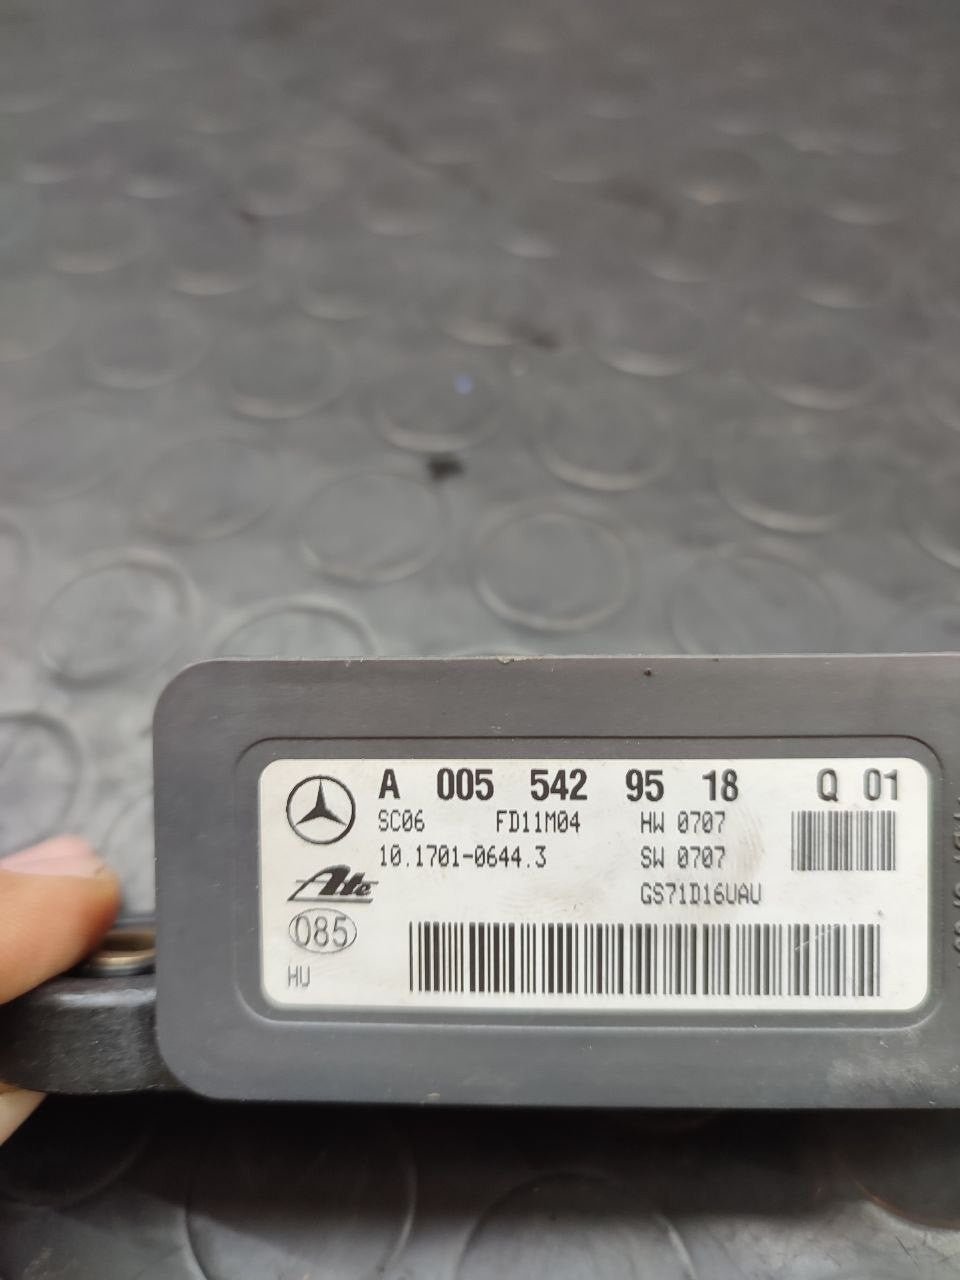 A 005 542 95 18 Q 01
SC06 FD11M04 HW 0707
10.1701-0644.3 SW 0707
Ate GS71D16UAU
085
HU